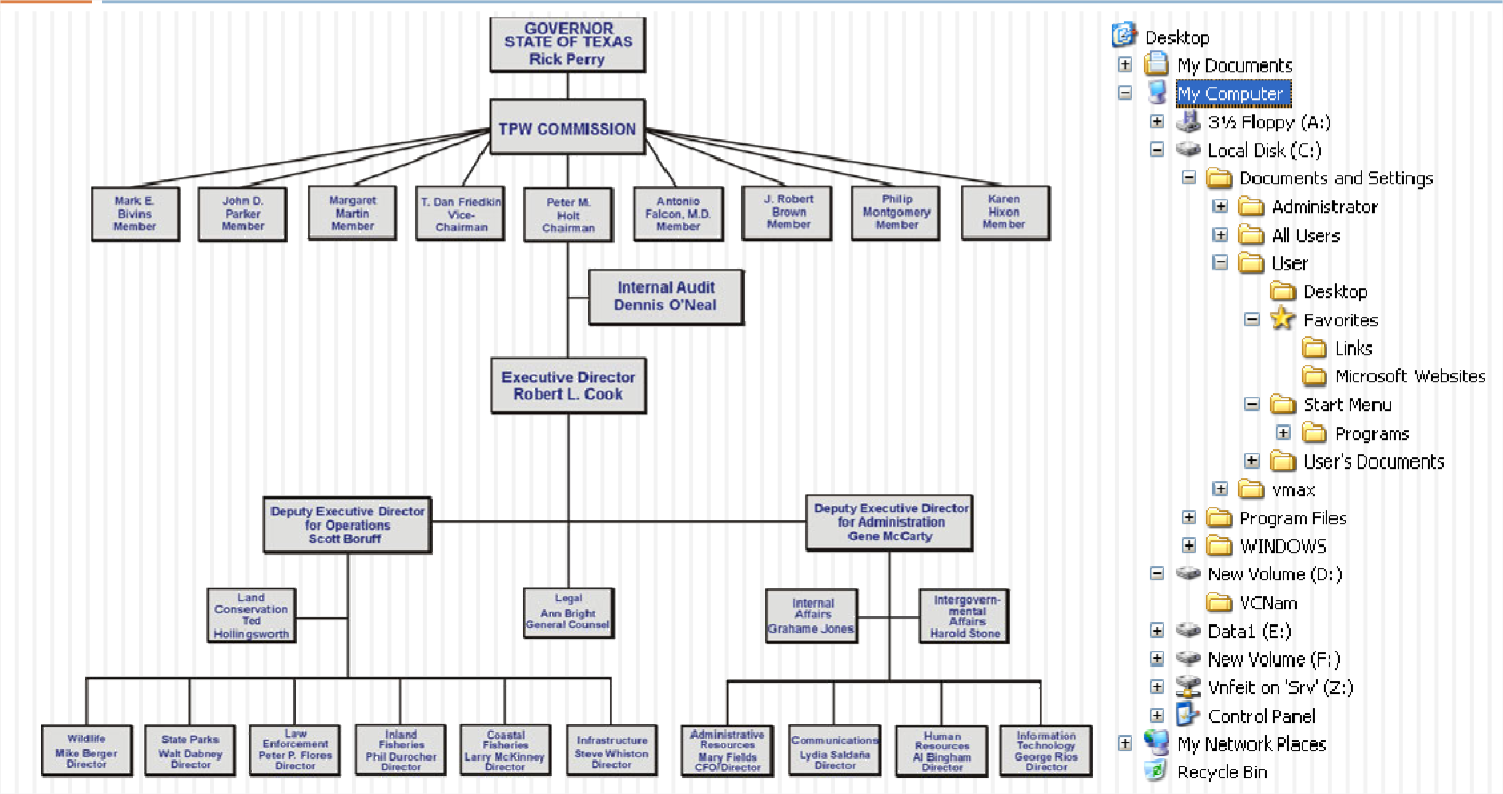 GOVERNOR
STATE OF TEXAS
Rick Perry
TPW COMMISSION
Mark E.
Bivins
Member
John D.
Parker
Member
Margaret
Martin
Member
T. Dan Friedkin
Vice-
Chairman
Peter M.
Holt
Chairman
Antonio
Falcon, M.D.
Member
J. Robert
Brown
Member
Philip
Montgomery
Member
Karen
Hixon
Member
Internal Audit
Dennis O'Neal
Executive Director
Robert L. Cook
Deputy Executive Director
for Operations
Scott Boruff
Deputy Executive Director
for Administration
Gene McCarty
Land
Conservation
Ted
Hollingsworth
Legal
Ann Bright
General Counsel
Internal
Affairs
Grahame Jones
Intergovern-
mental
Affairs
Harold Stone
Wildlife
Mike Berger
Director
State Parks
Walt Dabney
Director
Law
Enforcement
Peter P. Flores
Director
Inland
Fisheries
Phil Durocher
Director
Coastal
Fisheries
Larry McKinney
Director
Infrastructure
Steve Whiston
Director
Administrative
Resources
Mary Fields
CFO/Director
Communications
Lydia Saldaña
Director
Human
Resources
Al Bingham
Director
Information
Technology
George Rios
Director
Desktop
My Documents
My Computer
3½ Floppy (A:)
Local Disk (C:)
Documents and Settings
Administrator
All Users
User
Desktop
Favorites
Links
Microsoft Websites
Start Menu
Programs
User's Documents
vmax
Program Files
WINDOWS
New Volume (D:)
VCNam
Data1 (E:)
New Volume (F:)
Vnfeit on 'Srv' (Z:)
Control Panel
My Network Places
Recycle Bin